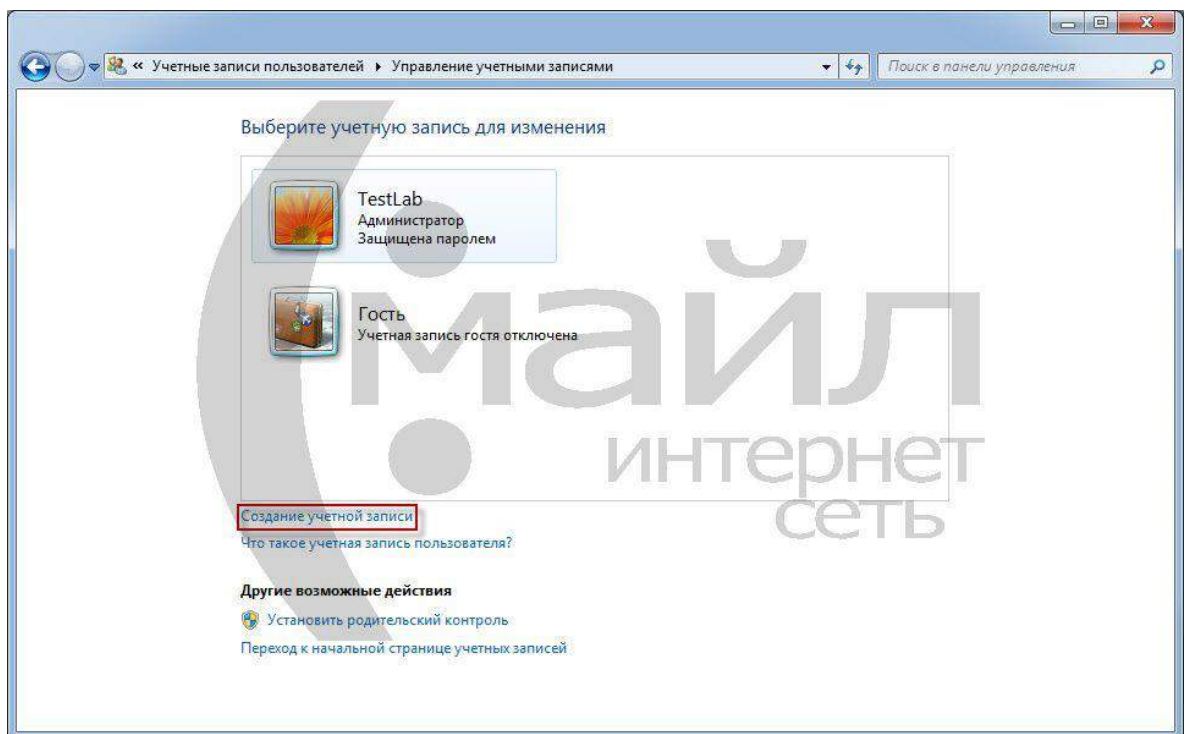 « Учетные записи пользователей ▸ Управление учетными записями
Поиск в панели управления
Выберите учетную запись для изменения
TestLab
Администратор
Защищена паролем
Гость
Учетная запись гостя отключена
майл
интернет
сеть
Создание учетной записи
Что такое учетная запись пользователя?
Другие возможные действия
Установить родительский контроль
Переход к начальной странице учетных записей